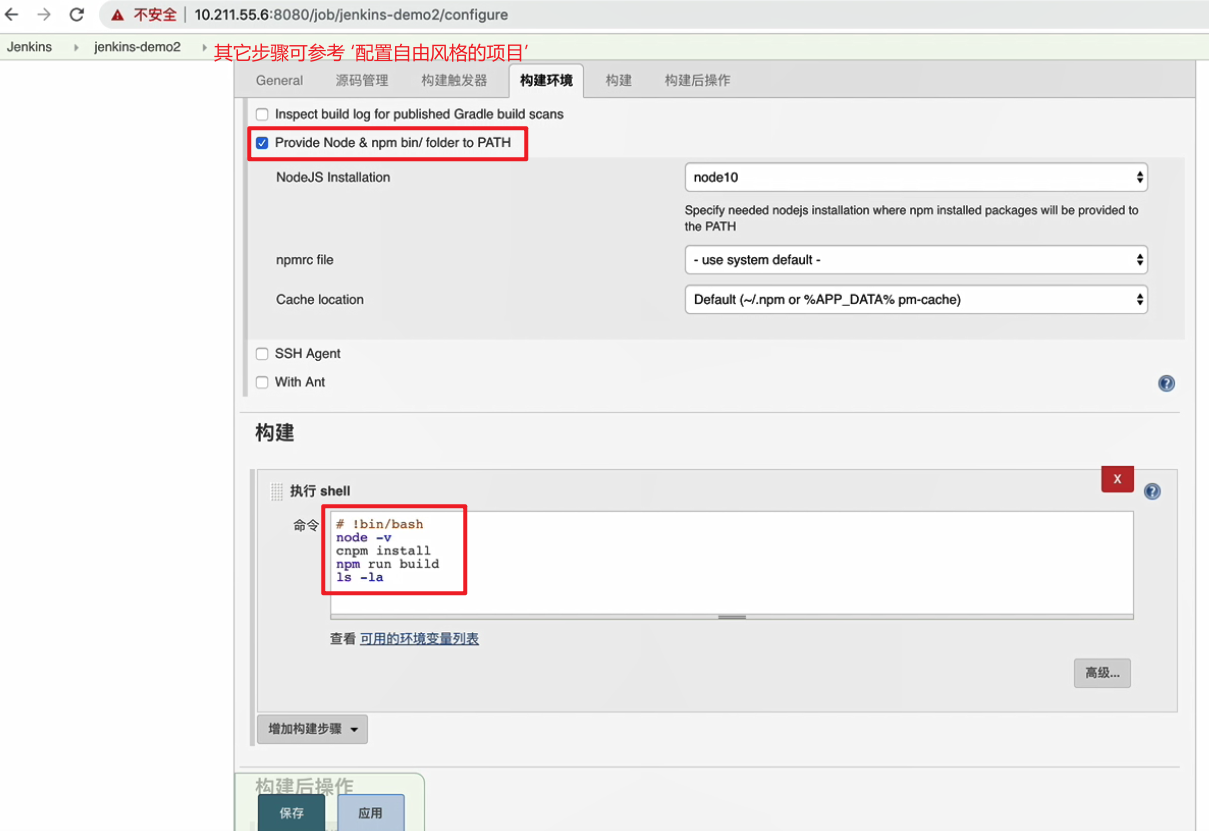 不安全 10.211.55.6:8080/job/jenkins-demo2/configure
Jenkins jenkins-demo2 其它步骤可参考 ‘配置自由风格的项目’
General 源码管理 构建触发器 构建环境 构建 构建后操作
Inspect build log for published Gradle build scans
Provide Node & npm bin/ folder to PATH
NodeJS Installation node10
Specify needed nodejs installation where npm installed packages will be provided to
the PATH
npmrc file - use system default -
Cache location Default (~/.npm or %APP_DATA% pm-cache)
SSH Agent
With Ant
构建
X
执行 shell
命令 # !bin/bash
node -v
cnpm install
npm run build
ls -la
查看 可用的环境变量列表
高级...
增加构建步骤
构建后操作
保存 应用